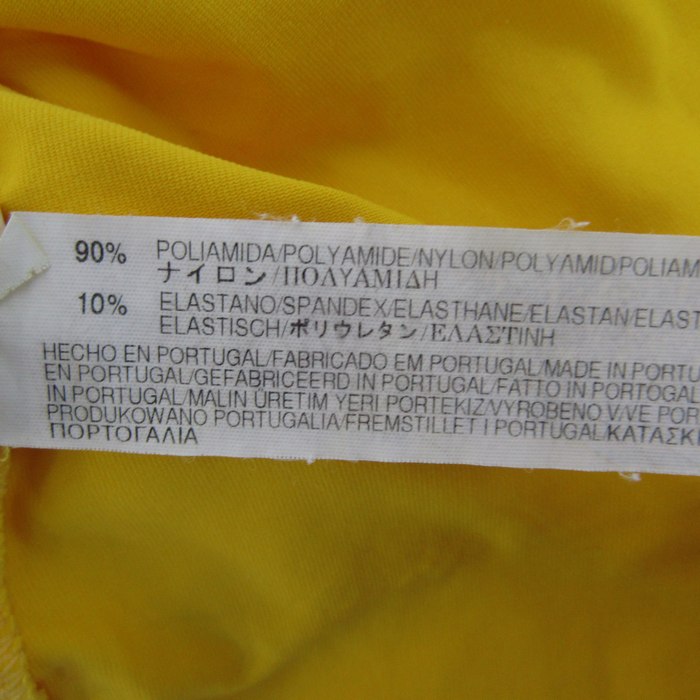 90% POLIAMIDA/POLYAMIDE/NYLON/POLYAMID POLIAM
ナイロン/ΠΟΛΥΑΜΙΔΗ
10% ELASTANO/SPANDEX/ELASTHANE/ELASTAN/ELAST
ELASTISCH/ポリウレタン/ΕΛΑΣΤΙΝΗ
HECHO EN PORTUGAL/FABRICADO EM PORTUGAL/MADE IN PORTU
EN PORTUGAL/GEFABRICEERD IN PORTUGAL/FATTO IN PORTOGAL
IN PORTUGAL/MALIN ÜRETIM YERI PORTEKIZ/VYROBENO V/VE POR
PRODUKOWANO PORTUGALIA/FREMSTILLET I PORTUGAL/ΚΑΤΑΣΚ
ΠΟΡΤΟΓΑΛΙΑ